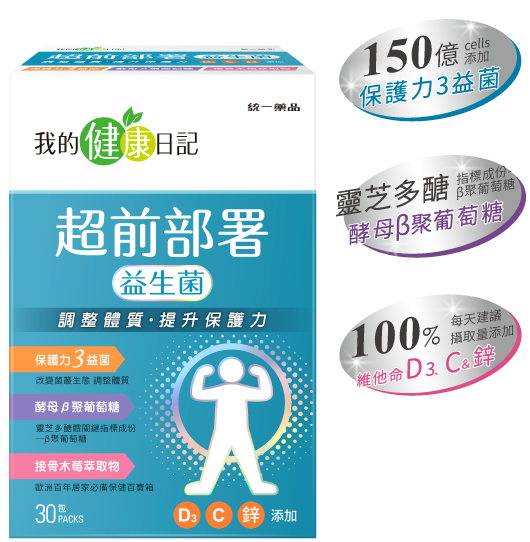 超前部署 益生菌
統一藥品
我的健康日記
超前部署
益生菌
調整體質・提升保護力
保護力3益菌
改變菌叢生態 調整體質
酵母β聚葡萄糖
靈芝多醣體關鍵指標成份
—β聚葡萄糖
接骨木莓萃取物
歐洲百年居家必備保健百寶箱
30包
PACKS
D3 C 鋅 添加
150億 cells
添加
保護力3益菌
靈芝多醣 指標成份-
β聚葡萄糖
酵母β聚葡萄糖
100% 每天建議
攝取量添加
維他命D3、C&鋅